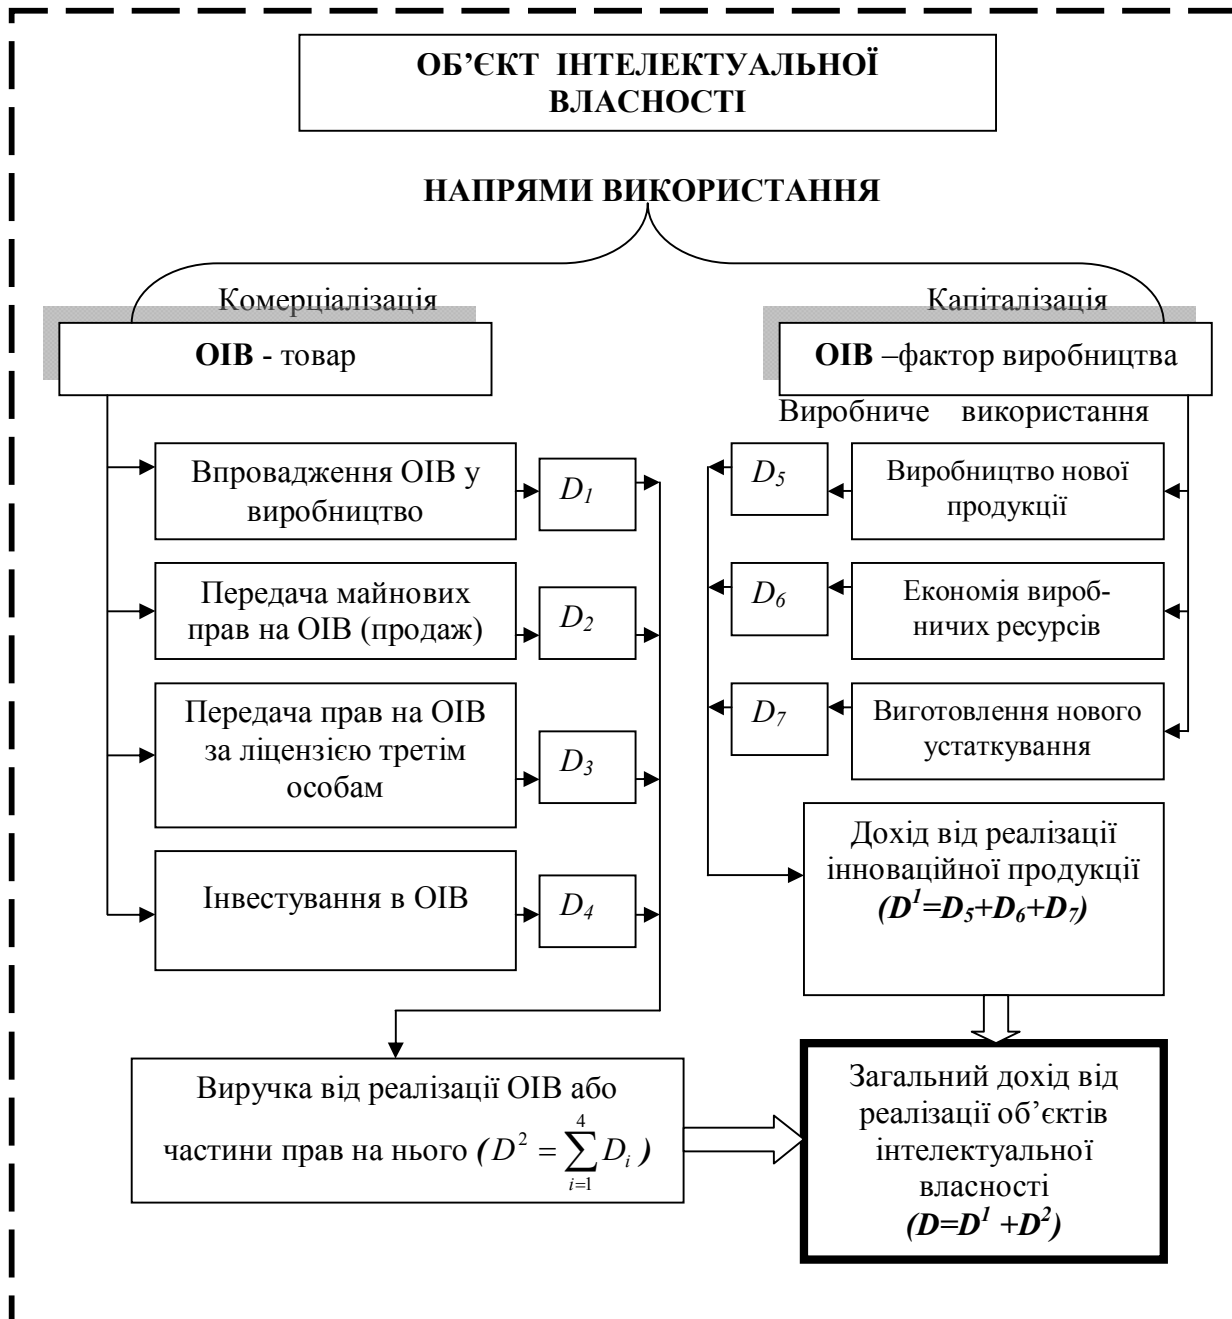 ОБ’ЄКТ ІНТЕЛЕКТУАЛЬНОЇ
ВЛАСНОСТІ
НАПРЯМИ ВИКОРИСТАННЯ
Комерціалізація
ОІВ - товар
Впровадження ОІВ у
виробництво
D1
Передача майнових
прав на ОІВ (продаж)
D2
Передача прав на ОІВ
за ліцензією третім
особам
D3
Інвестування в ОІВ
D4
Капіталізація
ОІВ –фактор виробництва
Виробниче використання
D5
Виробництво нової
продукції
D6
Економія вироб-
ничих ресурсів
D7
Виготовлення нового
устаткування
Дохід від реалізації
інноваційної продукції
(D¹=D₅+D₆+D₇)
Виручка від реалізації ОІВ або
частини прав на нього (D² = ∑ᵢ₌₁⁴ Dᵢ)
Загальний дохід від
реалізації об’єктів
інтелектуальної
власності
(D=D¹ +D²)